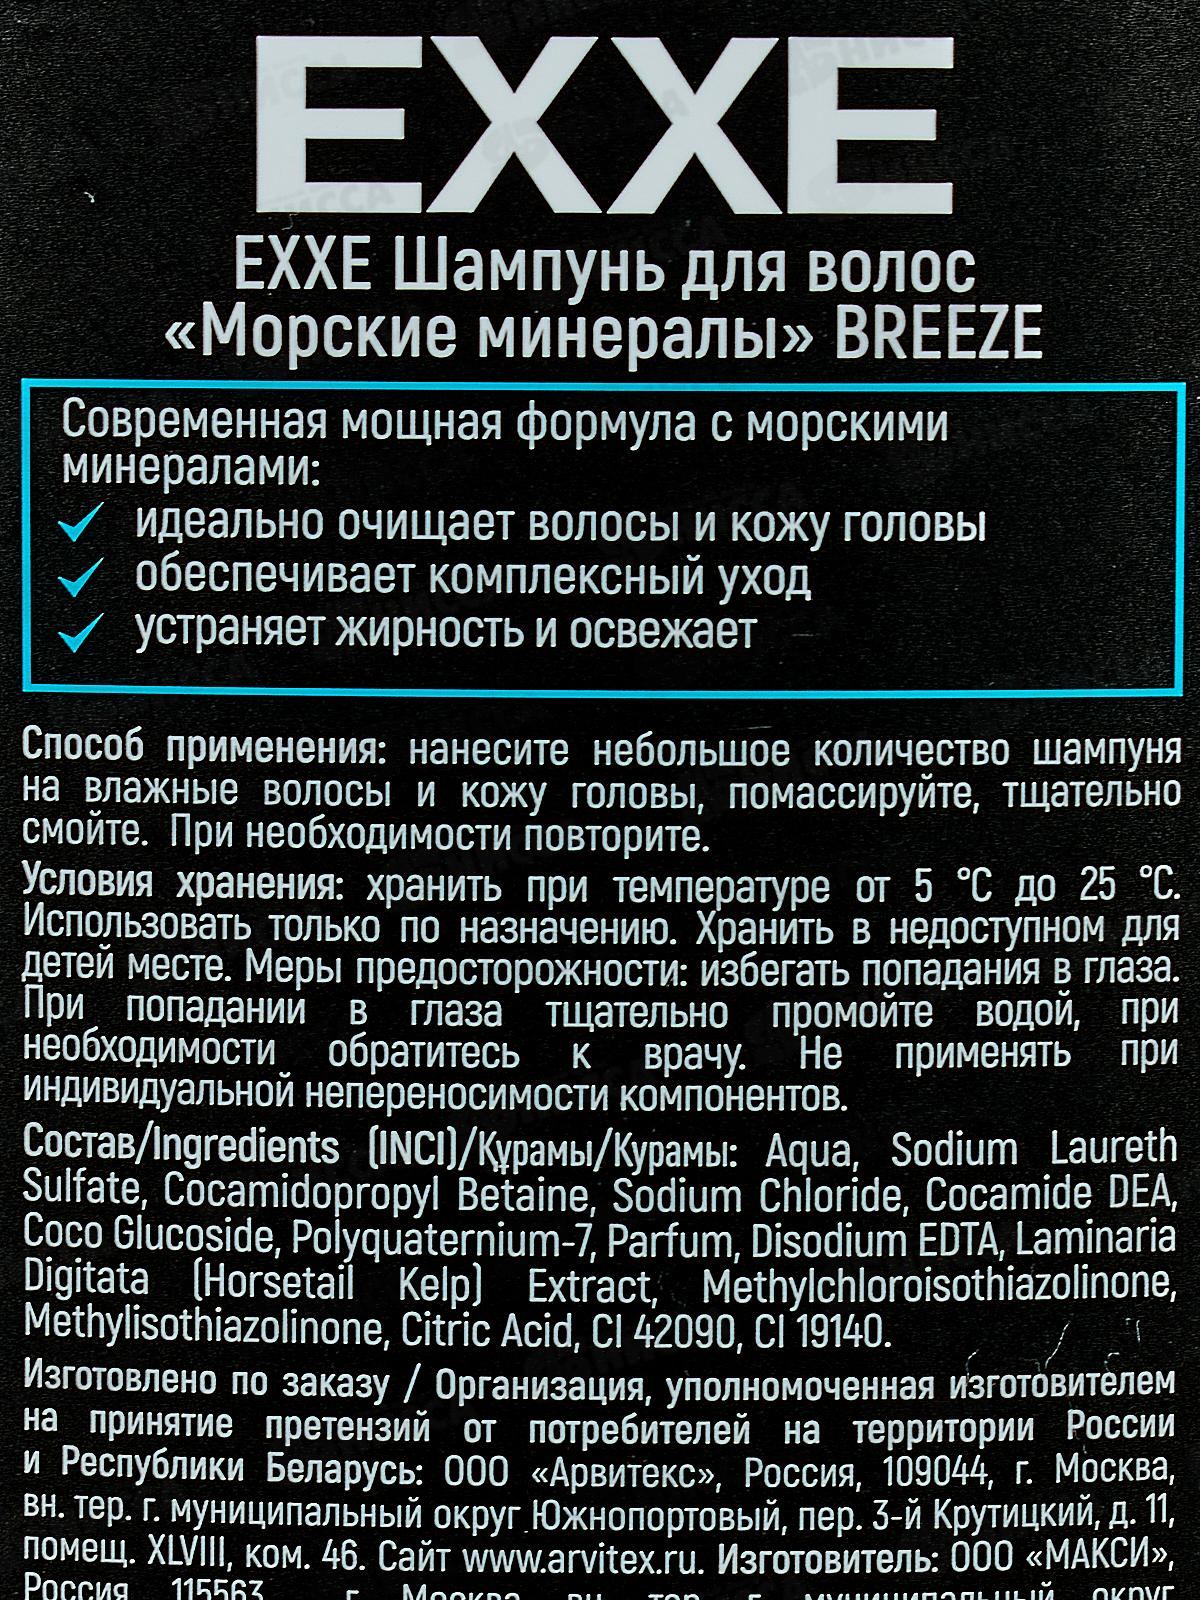 EXXE
EXXE Шампунь для волос
«Морские минералы» BREEZE
Современная мощная формула с морскими
минералами:
идеально очищает волосы и кожу головы
обеспечивает комплексный уход
устраняет жирность и освежает
Способ применения: нанесите небольшое количество шампуня
на влажные волосы и кожу головы, помассируйте, тщательно
смойте. При необходимости повторите.
Условия хранения: хранить при температуре от 5 °C до 25 °C.
Использовать только по назначению. Хранить в недоступном для
детей месте. Меры предосторожности: избегать попадания в глаза.
При попадании в глаза тщательно промойте водой, при
необходимости обратитесь к врачу. Не применять при
индивидуальной непереносимости компонентов.
Состав/Ingredients (INCI)/Құрамы/Курамы: Aqua, Sodium Laureth
Sulfate, Cocamidopropyl Betaine, Sodium Chloride, Cocamide DEA,
Coco Glucoside, Polyquaternium-7, Parfum, Disodium EDTA, Laminaria
Digitata (Horsetail Kelp) Extract, Methylchloroisothiazolinone,
Methylisothiazolinone, Citric Acid, CI 42090, CI 19140.
Изготовлено по заказу / Организация, уполномоченная изготовителем
на принятие претензий от потребителей на территории России
и Республики Беларусь: ООО «Арвитекс», Россия, 109044, г. Москва,
вн. тер. г. муниципальный округ Южнопортовый, пер. 3-й Крутицкий, д. 11,
помещ. XLVIII, ком. 46. Сайт www.arvitex.ru. Изготовитель: ООО «МАКСИ»,
Россия, 115563, г. Москва, вн. тер. г. муниципальный округ